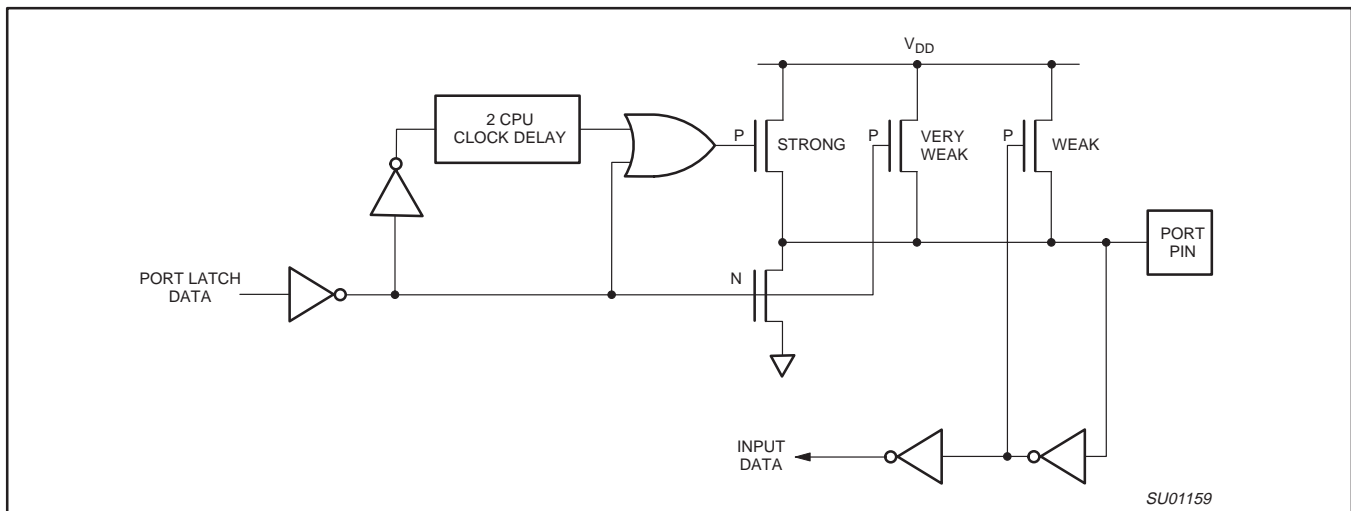 V_DD
2 CPU
CLOCK DELAY
P
STRONG
P
VERY
WEAK
P
WEAK
PORT
PIN
PORT LATCH
DATA
N
INPUT
DATA
SU01159